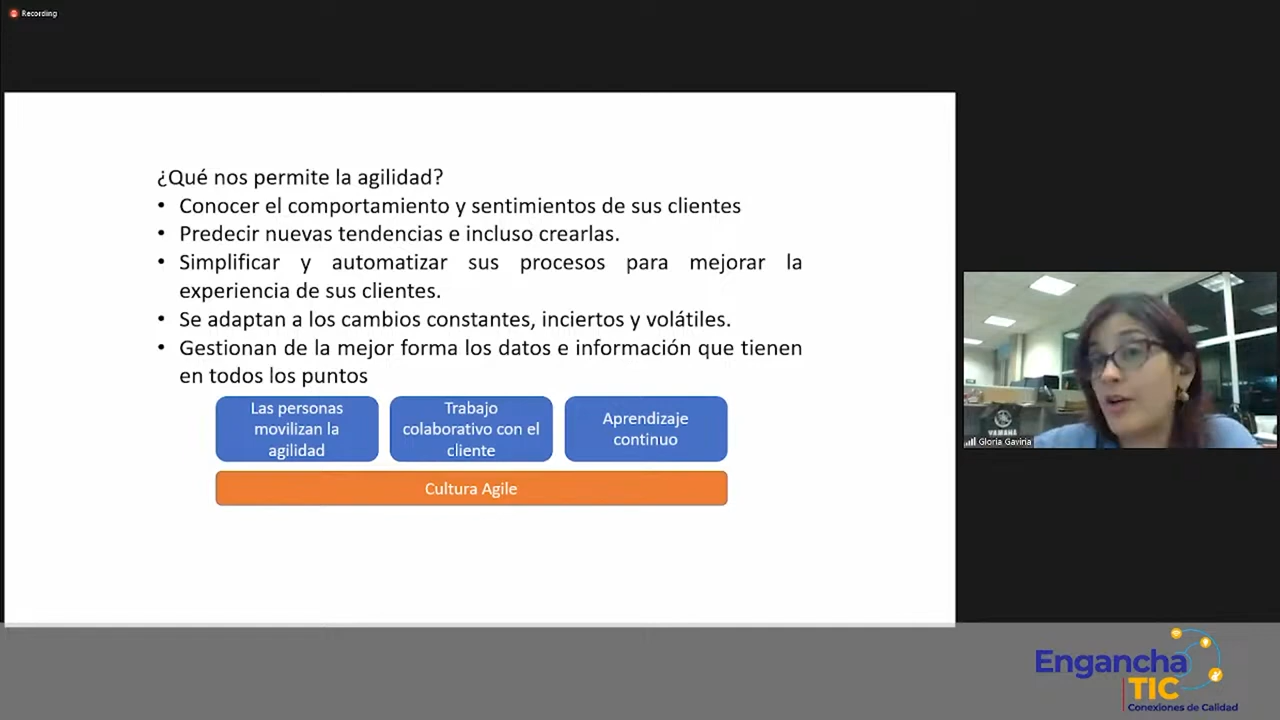 Recording
¿Qué nos permite la agilidad?
• Conocer el comportamiento y sentimientos de sus clientes
• Predecir nuevas tendencias e incluso crearlas.
• Simplificar y automatizar sus procesos para mejorar la
experiencia de sus clientes.
• Se adaptan a los cambios constantes, inciertos y volátiles.
• Gestionan de la mejor forma los datos e información que tienen
en todos los puntos
Las personas
movilizan la
agilidad
Trabajo
colaborativo con el
cliente
Aprendizaje
continuo
Cultura Agile
YAMAHA
Gloria Gaviria
Engancha
TIC
Conexiones de Calidad